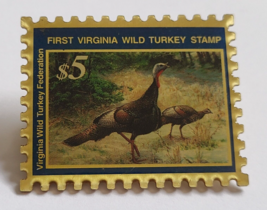 FIRST VIRGINIA WILD TURKEY STAMP
$5
Virginia Wild Turkey Federation